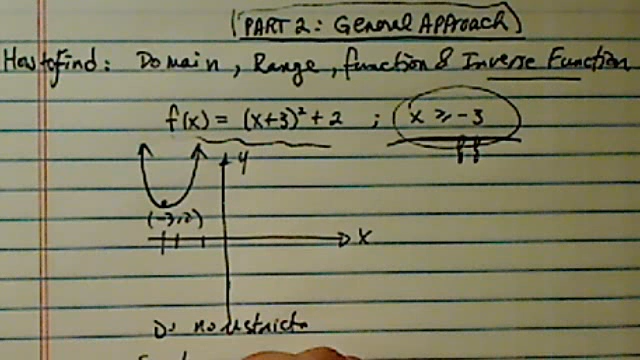 (PART 2: General Approach)
How to find: Domain, Range, function & Inverse Function
f(x) = (x+3)² + 2 ; x ≥ -3
y
(-3,2)
x
D: no